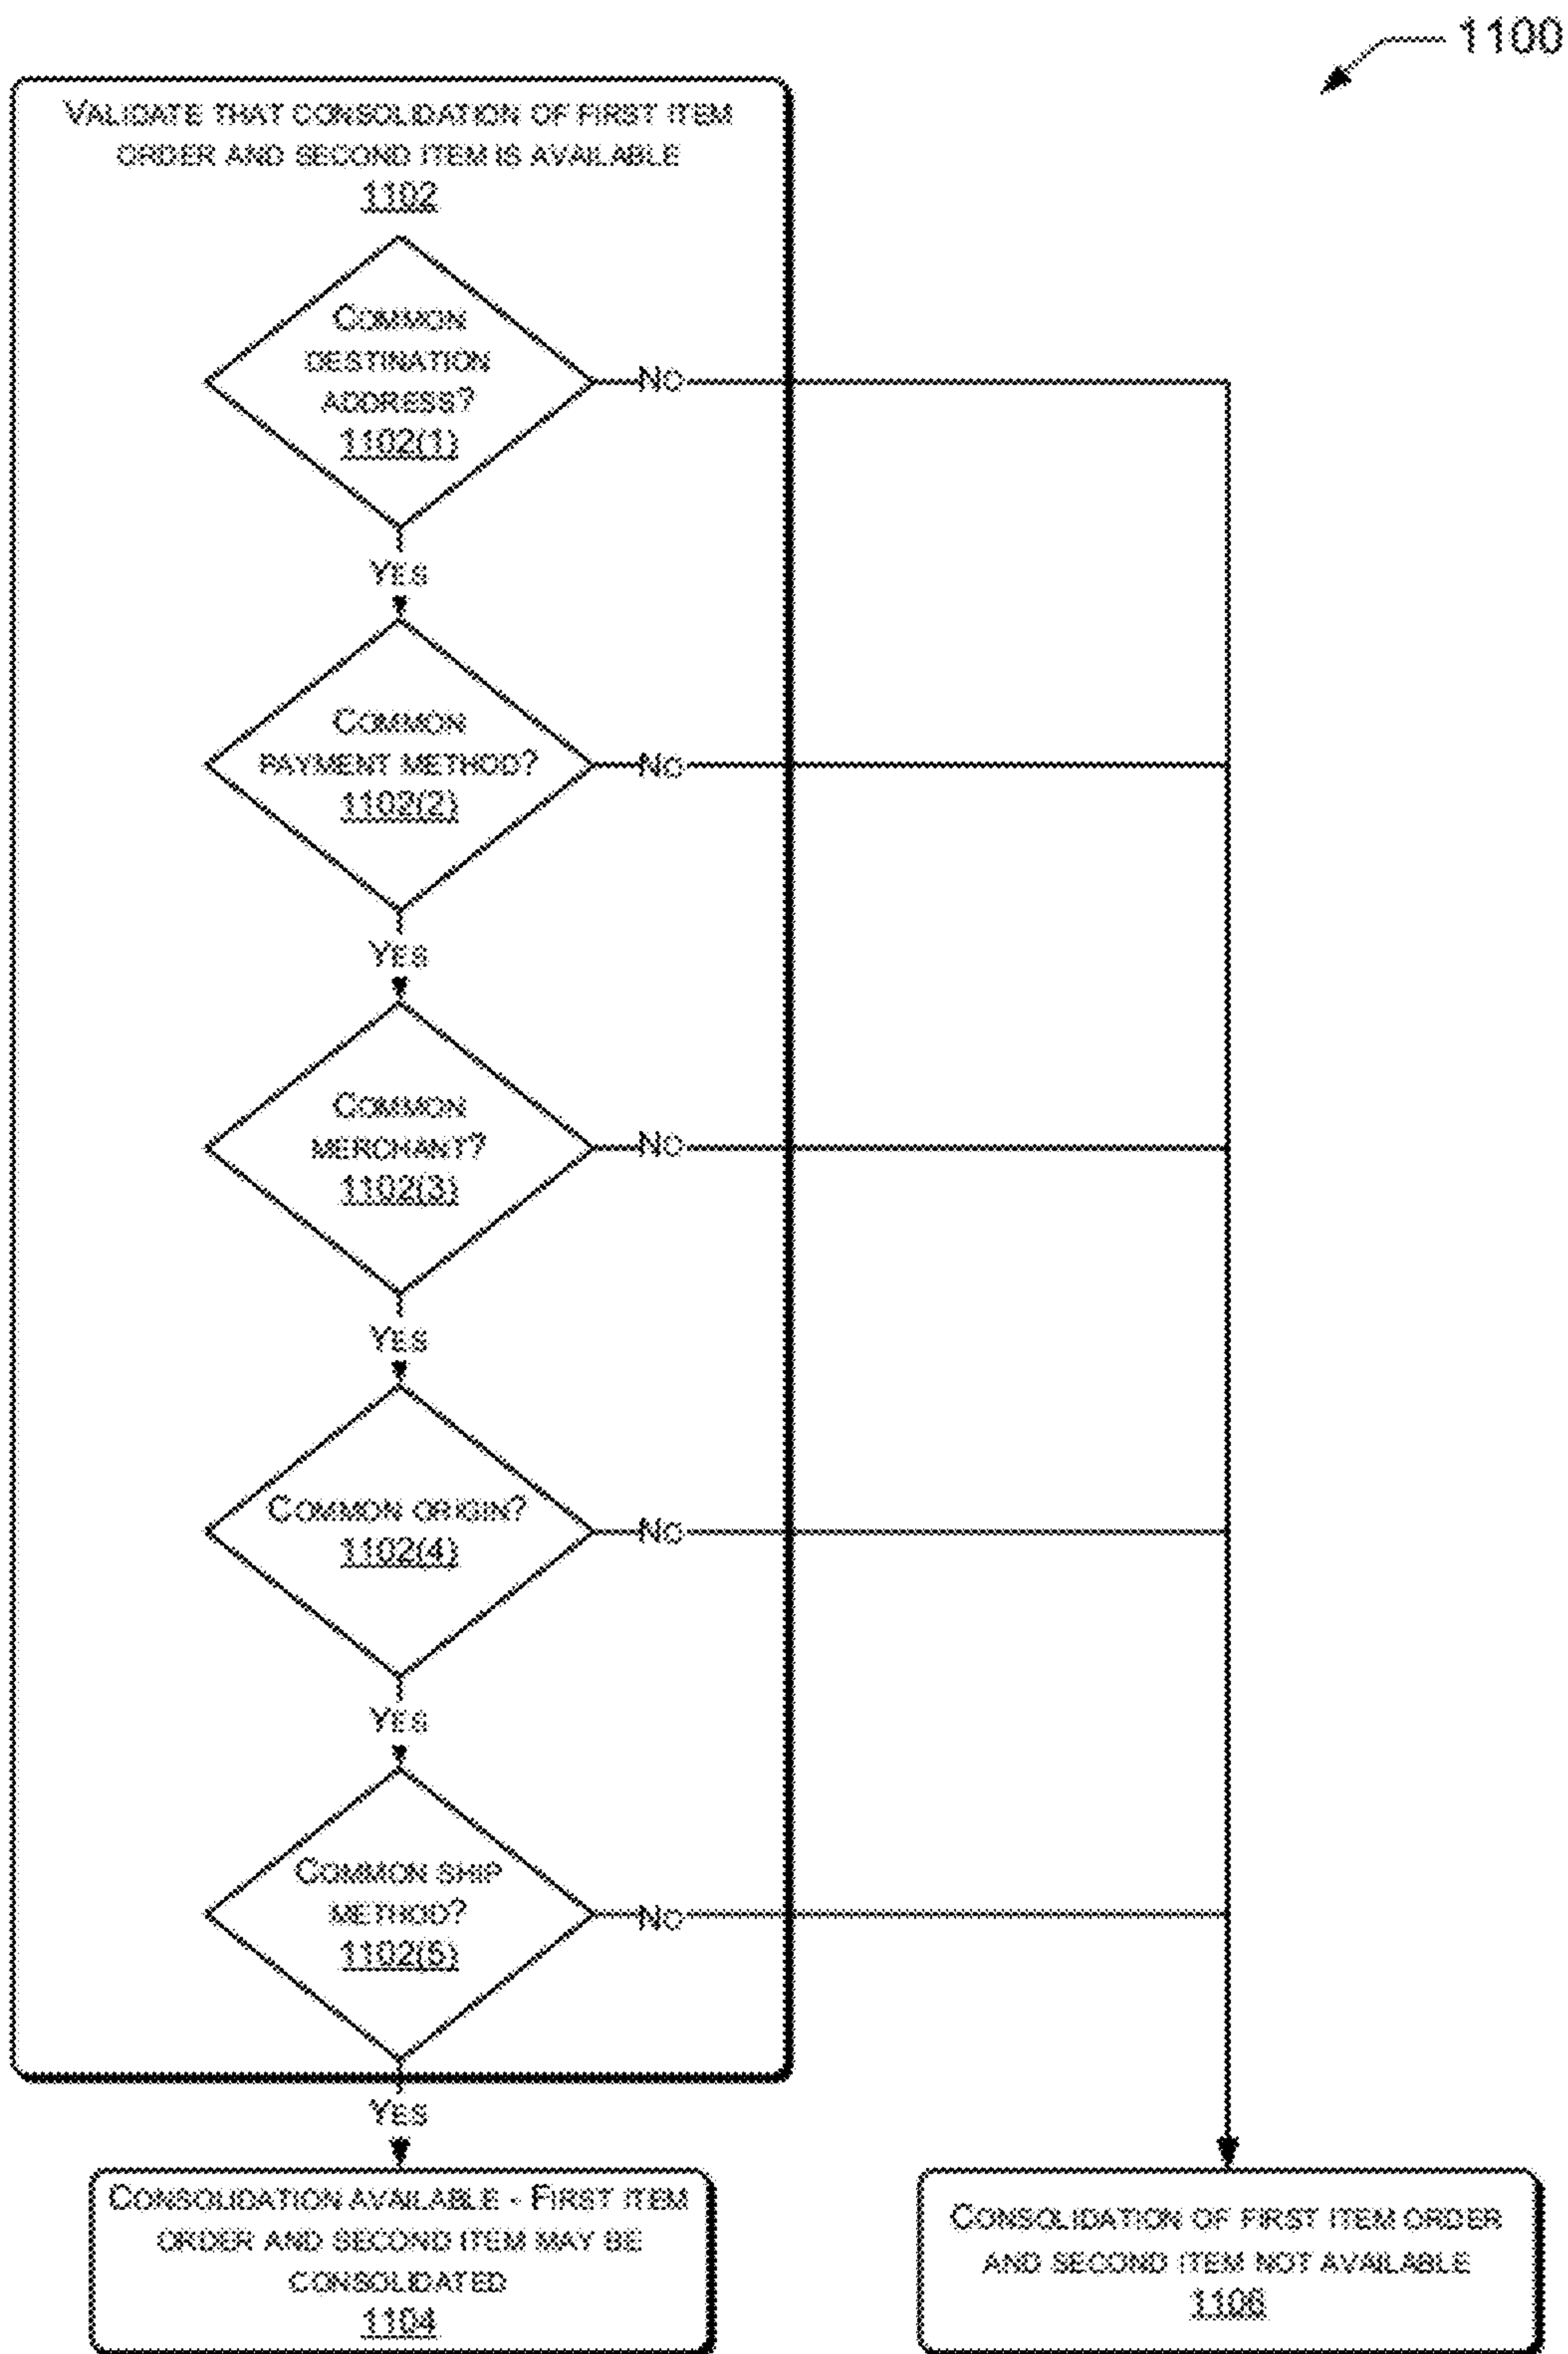 1100
VALIDATE THAT CONSOLIDATION OF FIRST ITEM
ORDER AND SECOND ITEM IS AVAILABLE
1102
COMMON
DESTINATION
ADDRESS?
1102(1)
NO
YES
COMMON
PAYMENT METHOD?
1102(2)
NO
YES
COMMON
MERCHANT?
1102(3)
NO
YES
COMMON ORIGIN?
1102(4)
NO
YES
COMMON SHIP
METHOD?
1102(5)
NO
YES
CONSOLIDATION AVAILABLE - FIRST ITEM
ORDER AND SECOND ITEM MAY BE
CONSOLIDATED
1104
CONSOLIDATION OF FIRST ITEM ORDER
AND SECOND ITEM NOT AVAILABLE
1106